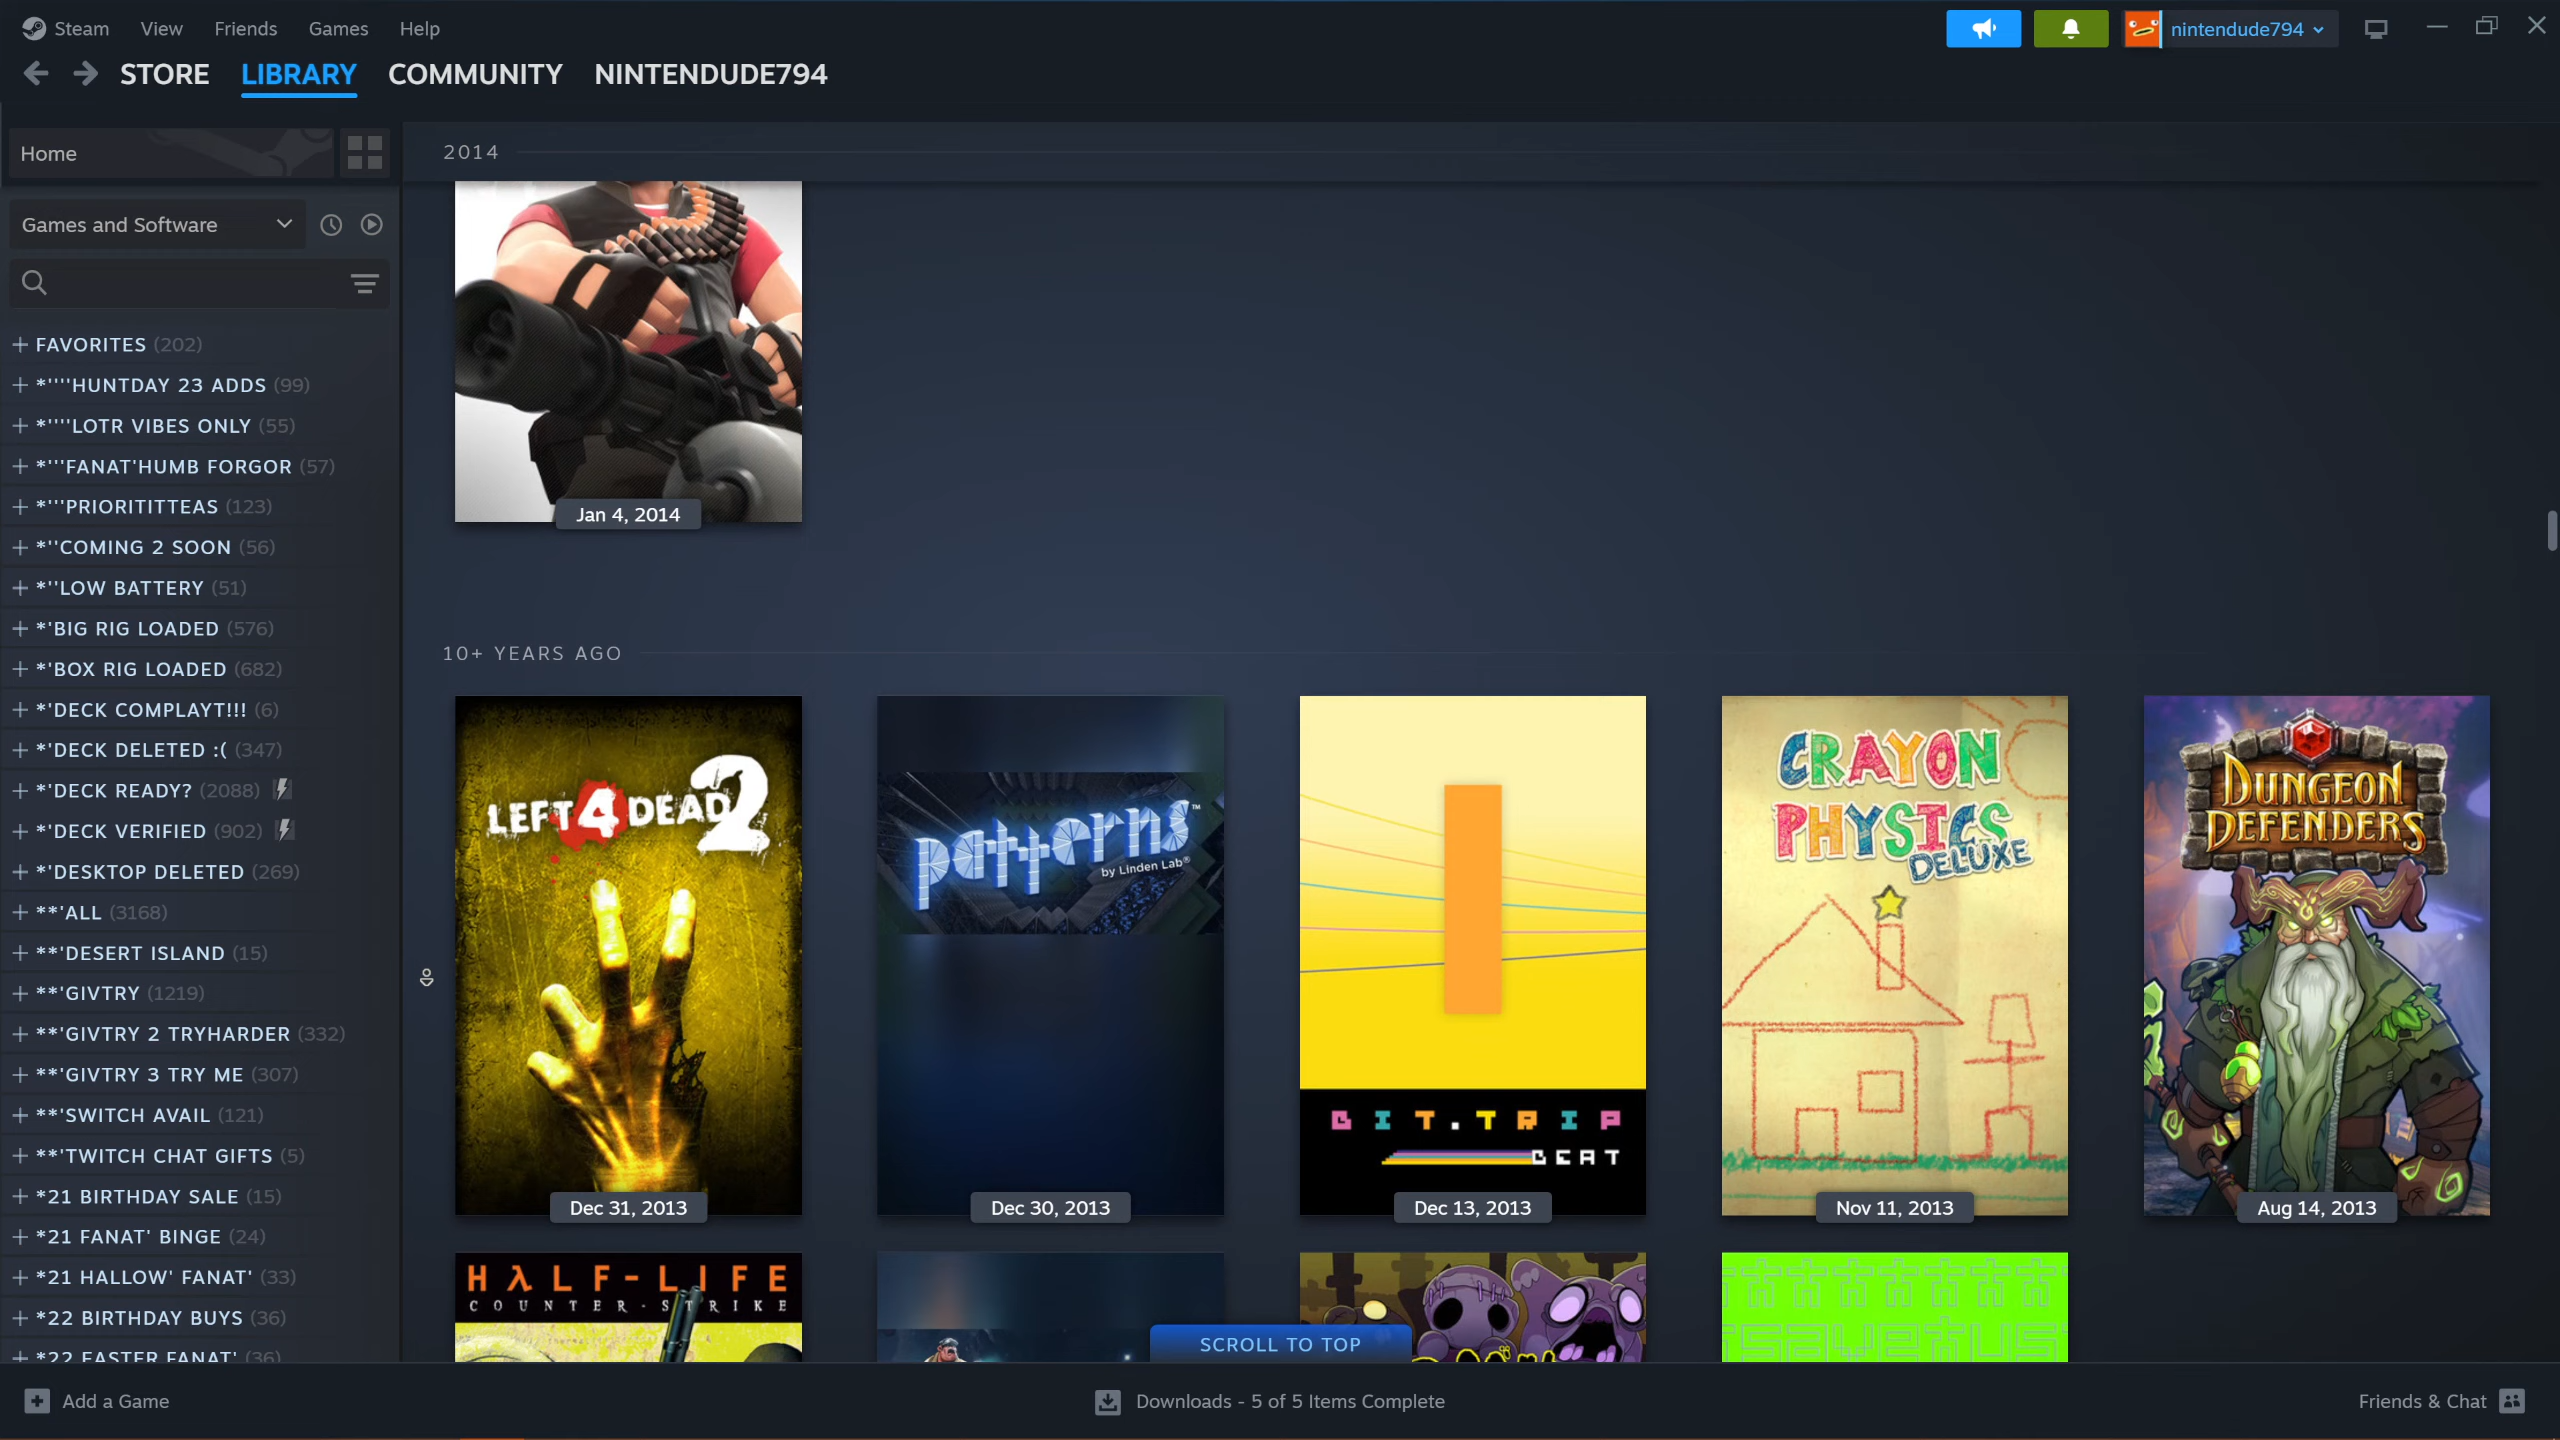 Steam View Friends Games Help nintendude794
STORE LIBRARY COMMUNITY NINTENDUDE794
Home
2014
Games and Software
Jan 4, 2014
FAVORITES (202)
*''''HUNTDAY 23 ADDS (99)
*''''LOTR VIBES ONLY (55)
*'''FANAT'HUMB FORGOR (57)
*'''PRIORITITTEAS (123)
*''COMING 2 SOON (56)
*''LOW BATTERY (51)
*'BIG RIG LOADED (576)
*'BOX RIG LOADED (682)
*'DECK COMPLAYT!!! (6)
*'DECK DELETED :( (347)
*'DECK READY? (2088)
*'DECK VERIFIED (902)
*'DESKTOP DELETED (269)
**'ALL (3168)
**'DESERT ISLAND (15)
**'GIVTRY (1219)
**'GIVTRY 2 TRYHARDER (332)
**'GIVTRY 3 TRY ME (307)
**'SWITCH AVAIL (121)
**'TWITCH CHAT GIFTS (5)
*21 BIRTHDAY SALE (15)
*21 FANAT' BINGE (24)
*21 HALLOW' FANAT' (33)
*22 BIRTHDAY BUYS (36)
*22 EASTER FANAT' (36)
10+ YEARS AGO
LEFT 4 DEAD 2
Dec 31, 2013
patterns™
by Linden Lab®
Dec 30, 2013
BIT.TRIP
BEAT
Dec 13, 2013
CRAYON
PHYSICS
DELUXE
Nov 11, 2013
DUNGEON
DEFENDERS
Aug 14, 2013
HALF-LIFE
COUNTER-STRIKE
SCROLL TO TOP
Add a Game
Downloads - 5 of 5 Items Complete
Friends & Chat